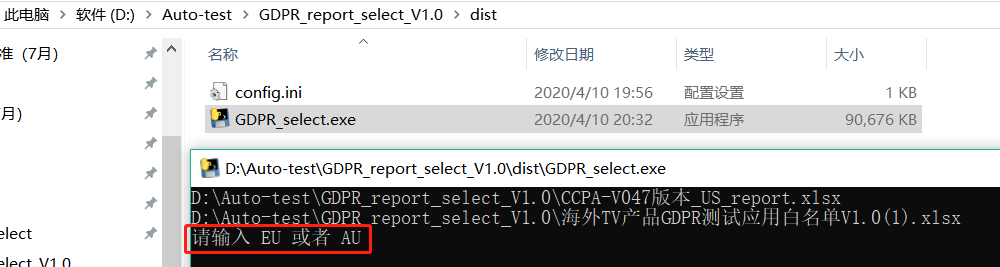 此电脑 > 软件 (D:) > Auto-test > GDPR_report_select_V1.0 > dist
准 (7月)
名称 修改日期 类型 大小
config.ini 2020/4/10 19:56 配置设置 1 KB
月)
GDPR_select.exe 2020/4/10 20:32 应用程序 90,676 KB
D:\Auto-test\GDPR_report_select_V1.0\dist\GDPR_select.exe
D:\Auto-test\GDPR_report_select_V1.0\CCPA-V047版本_US_report.xlsx
D:\Auto-test\GDPR_report_select_V1.0\海外TV产品GDPR测试应用白名单V1.0(1).xlsx
elect
请输入 EU 或者 AU
select_V1.0